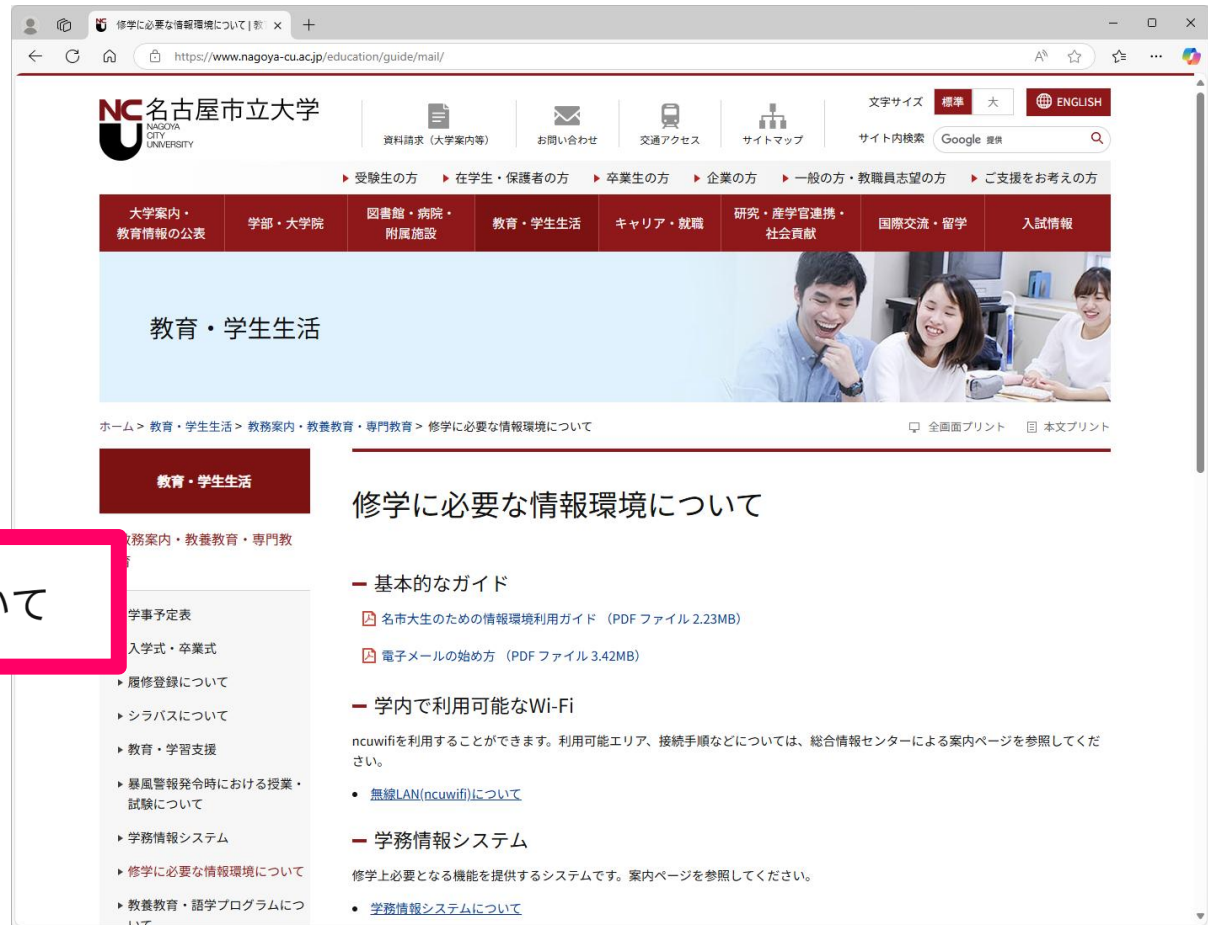 修学に必要な情報環境について | 教
https://www.nagoya-cu.ac.jp/education/guide/mail/
NCU 名古屋市立大学
NAGOYA
CITY
UNIVERSITY
資料請求（大学案内等）
お問い合わせ
交通アクセス
サイトマップ
文字サイズ 標準 大
ENGLISH
サイト内検索 Google 提供
受験生の方 在学生・保護者の方 卒業生の方 企業の方 一般の方・教職員志望の方 ご支援をお考えの方
大学案内・
教育情報の公表
学部・大学院
図書館・病院・
附属施設
教育・学生生活
キャリア・就職
研究・産学官連携・
社会貢献
国際交流・留学
入試情報
教育・学生生活
ホーム > 教育・学生生活 > 教務案内・教養教育・専門教育 > 修学に必要な情報環境について
全画面プリント 本文プリント
教育・学生生活
務案内・教養教育・専門教
いて
学事予定表
入学式・卒業式
履修登録について
シラバスについて
教育・学習支援
暴風警報発令時における授業・
試験について
学務情報システム
修学に必要な情報環境について
教養教育・語学プログラムにつ
いて
修学に必要な情報環境について
基本的なガイド
名市大生のための情報環境利用ガイド （PDF ファイル 2.23MB）
電子メールの始め方 （PDF ファイル 3.42MB）
学内で利用可能なWi-Fi
ncuwifiを利用することができます。利用可能エリア、接続手順などについては、総合情報センターによる案内ページを参照してくだ
さい。
無線LAN(ncuwifi)について
学務情報システム
修学上必要となる機能を提供するシステムです。案内ページを参照してください。
学務情報システムについて